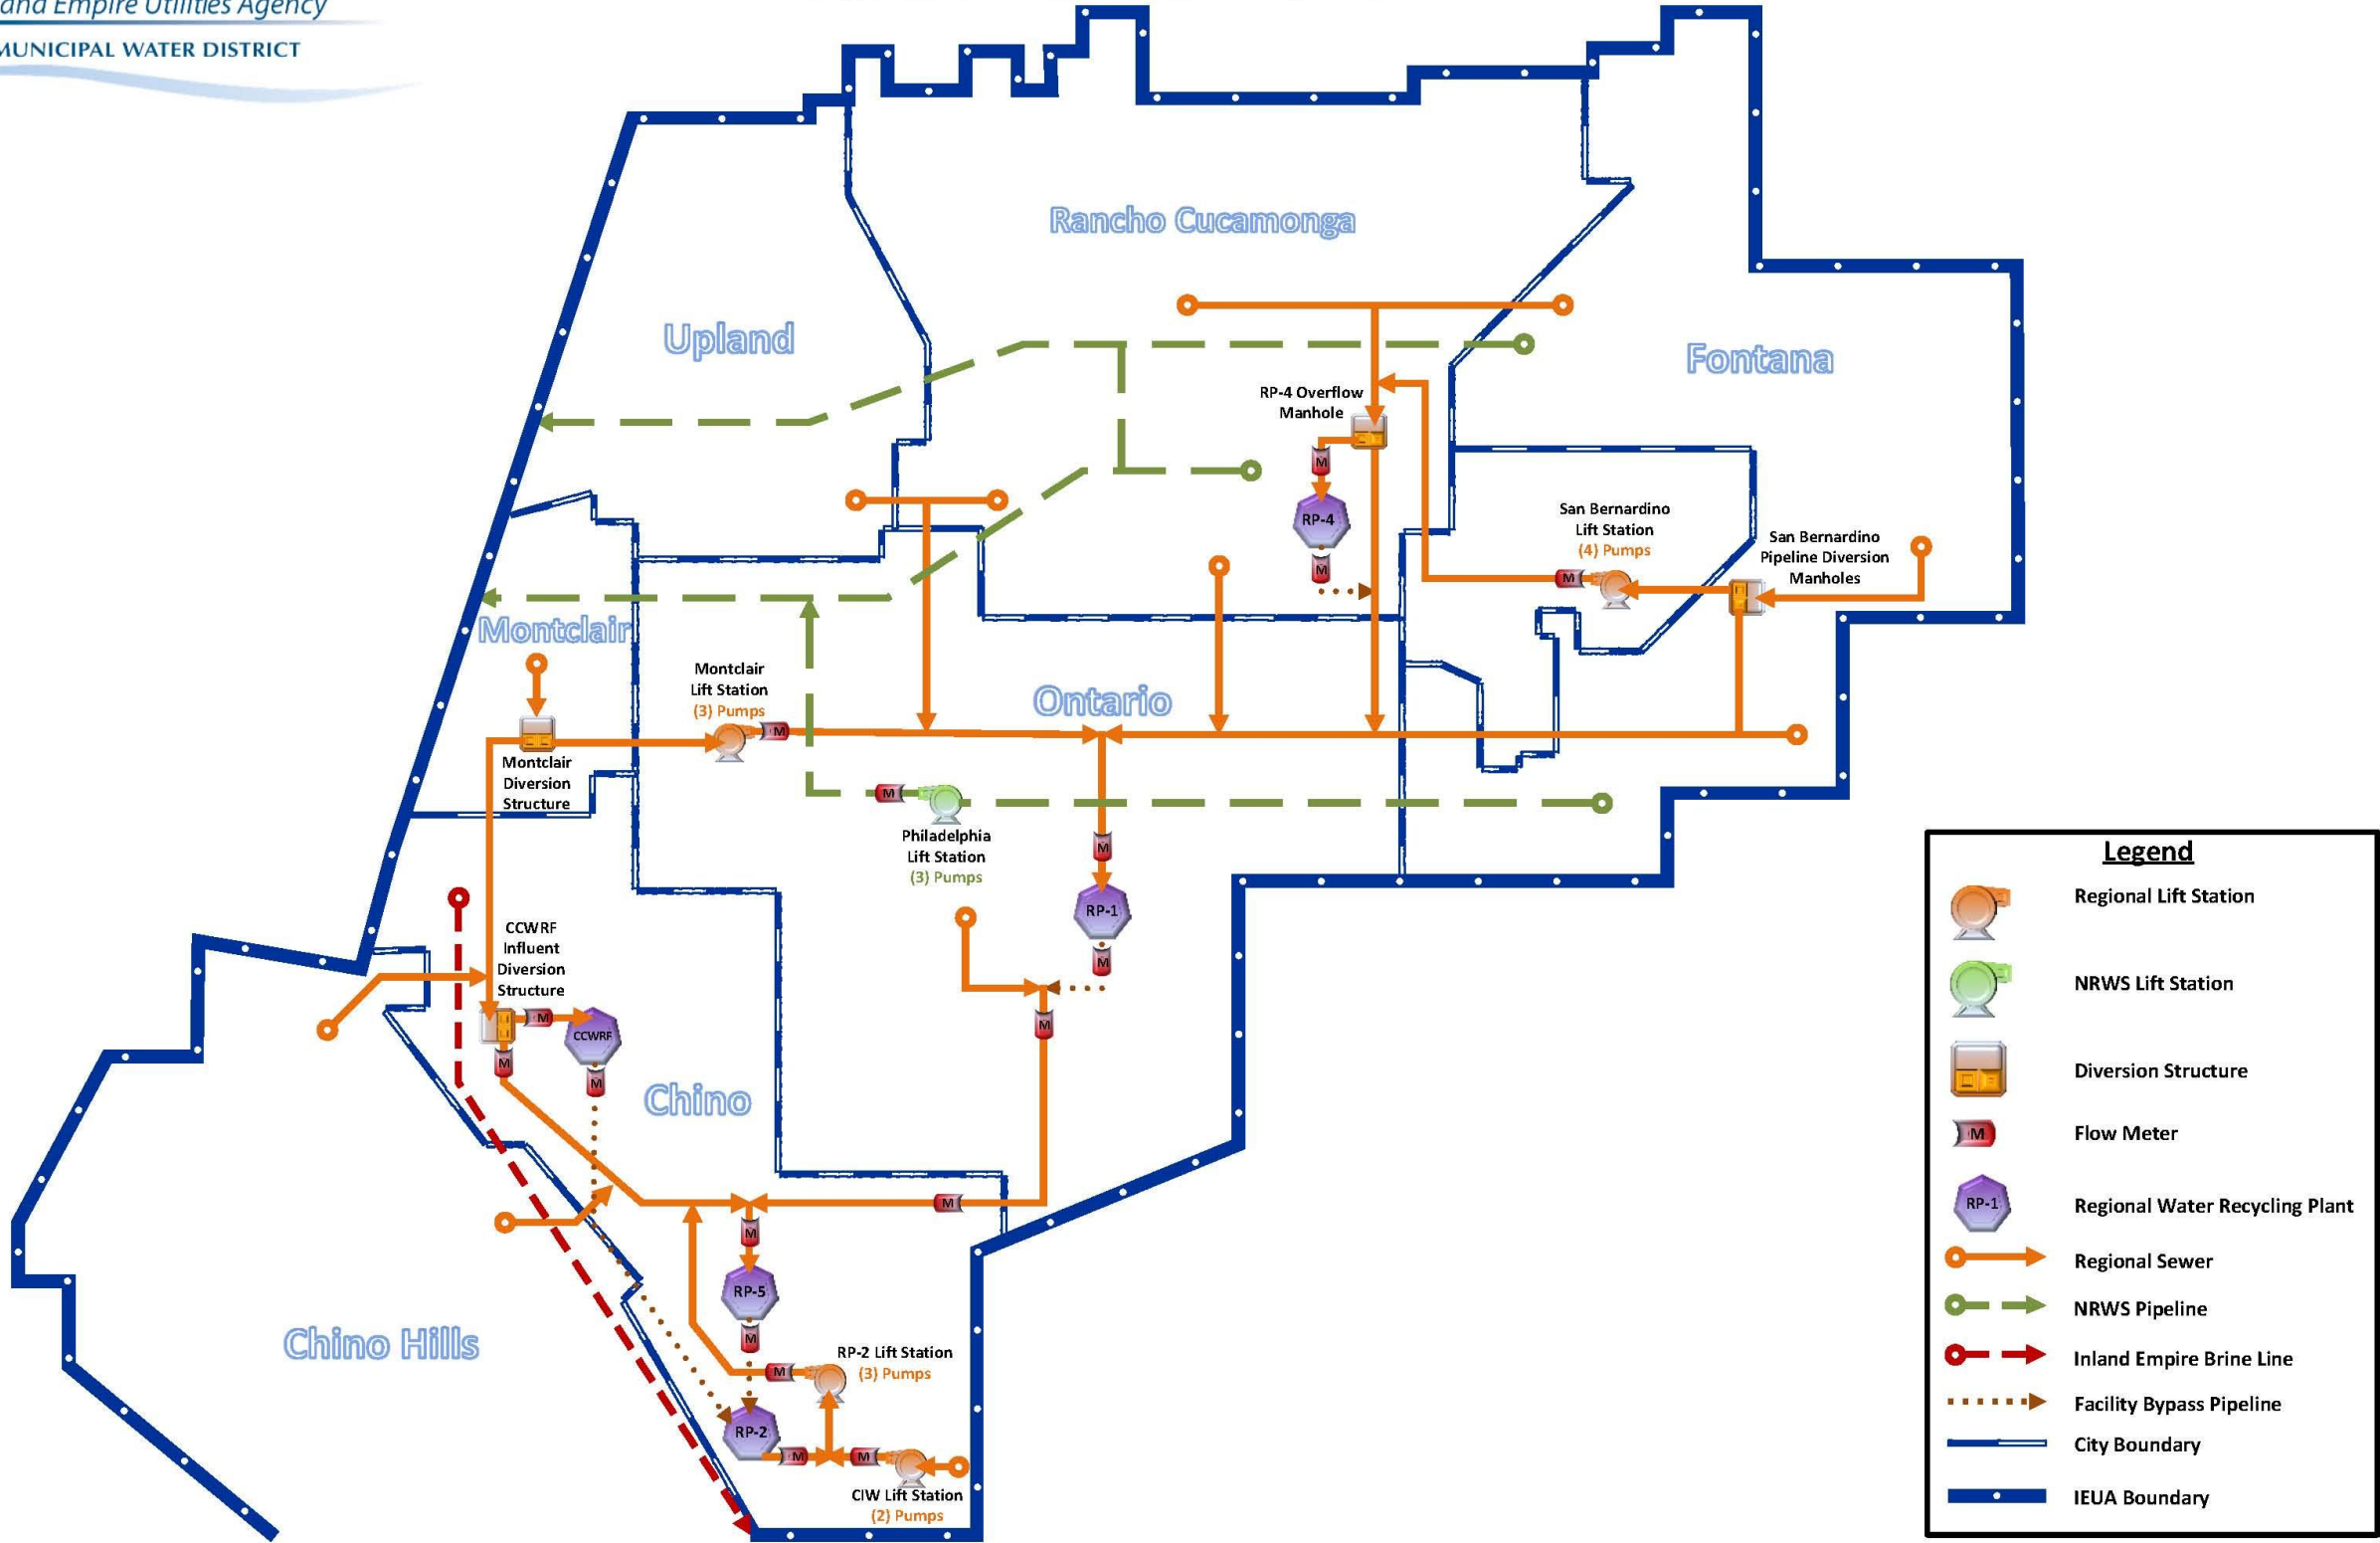 and Empire Utilities Agency
MUNICIPAL WATER DISTRICT
Rancho Cucamonga
Upland
Fontana
RP-4 Overflow
Manhole
M
RP-4
M
San Bernardino
Lift Station
(4) Pumps
M
San Bernardino
Pipeline Diversion
Manholes
Montclair
Montclair
Lift Station
(3) Pumps
M
Ontario
Montclair
Diversion
Structure
M
Philadelphia
Lift Station
(3) Pumps
M
RP-1
M
M
CCWRF
Influent
Diversion
Structure
M
CCWRF
M
M
Chino
M
M
RP-5
M
Chino Hills
RP-2 Lift Station
(3) Pumps
M
RP-2
M
M
CIW Lift Station
(2) Pumps
Legend
Regional Lift Station
NRWS Lift Station
Diversion Structure
M
Flow Meter
RP-1
Regional Water Recycling Plant
Regional Sewer
NRWS Pipeline
Inland Empire Brine Line
Facility Bypass Pipeline
City Boundary
IEUA Boundary